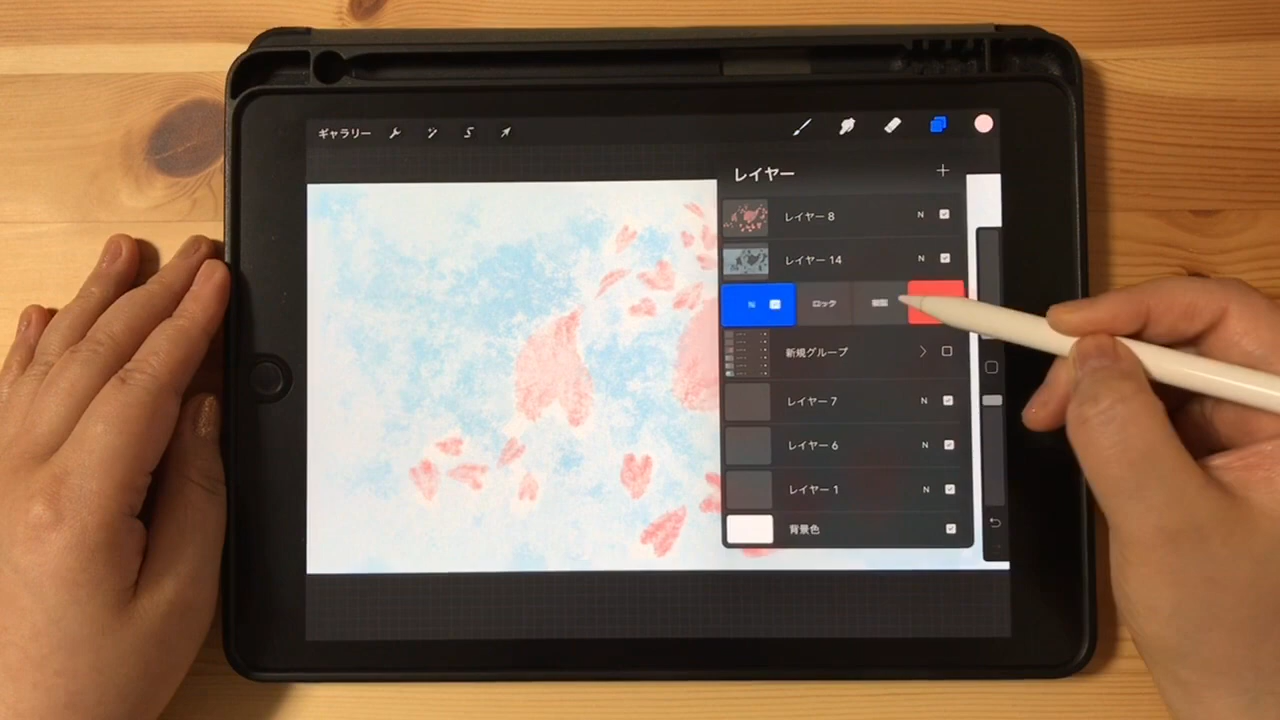 ギャラリー
レイヤー
レイヤー 8 N
レイヤー 14 N
N ロック 複製
新規グループ
レイヤー 7 N
レイヤー 6 N
レイヤー 1 N
背景色